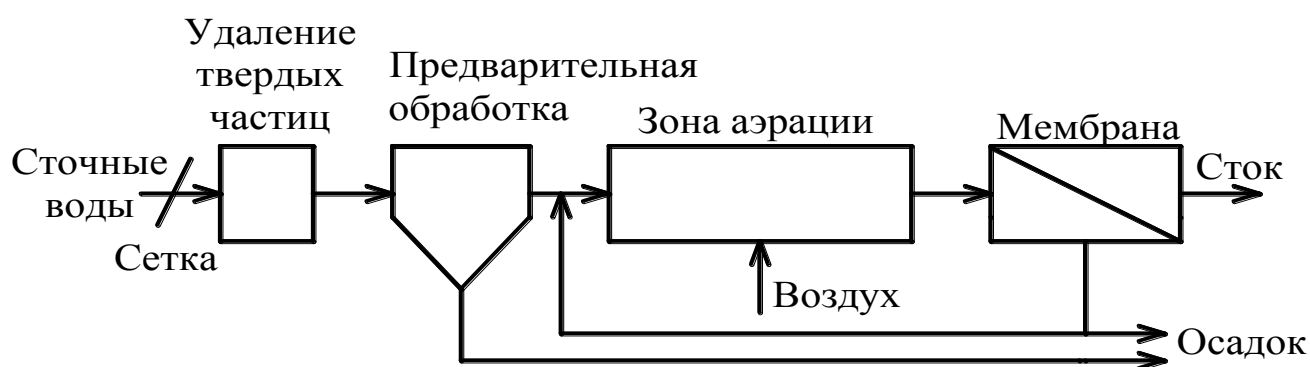 Удаление
твердых
частиц
Предварительная
обработка
Зона аэрации
Мембрана
Сточные
воды
Сетка
Сток
Воздух
Осадок